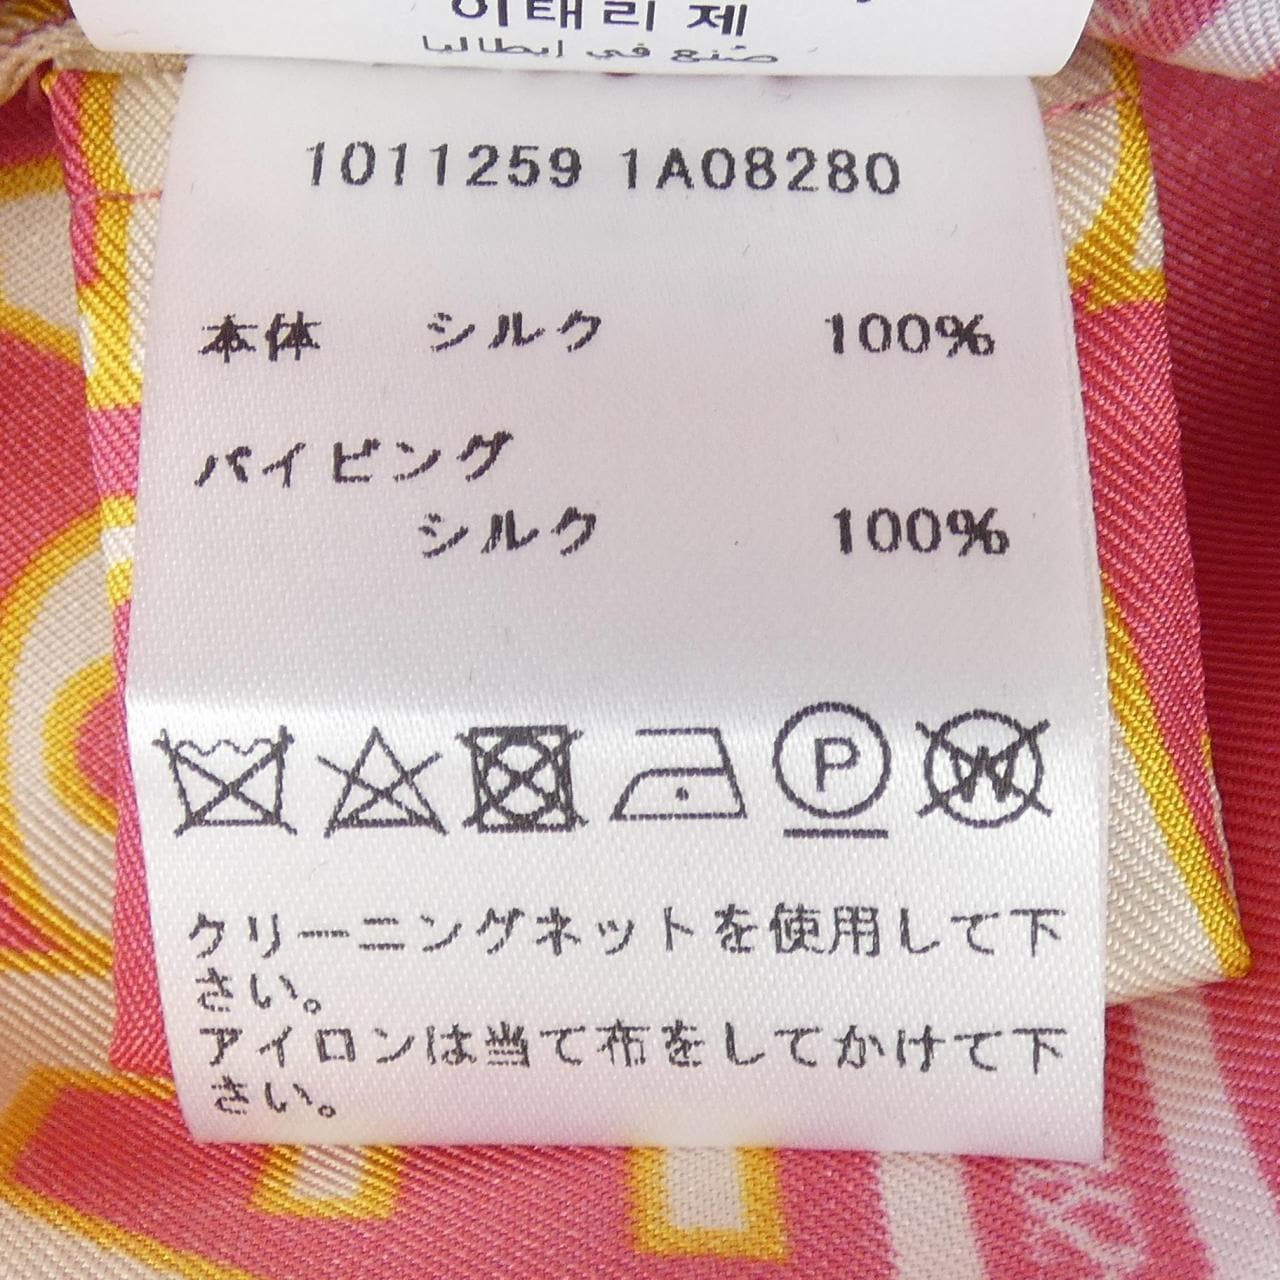 이태리 제
صُنع في إيطاليا
1011259 1A08280
本体 シルク 100%
パイピング
シルク 100%
P
W
クリーニングネットを使用して下
さい。
アイロンは当て布をしてかけて下
さい。